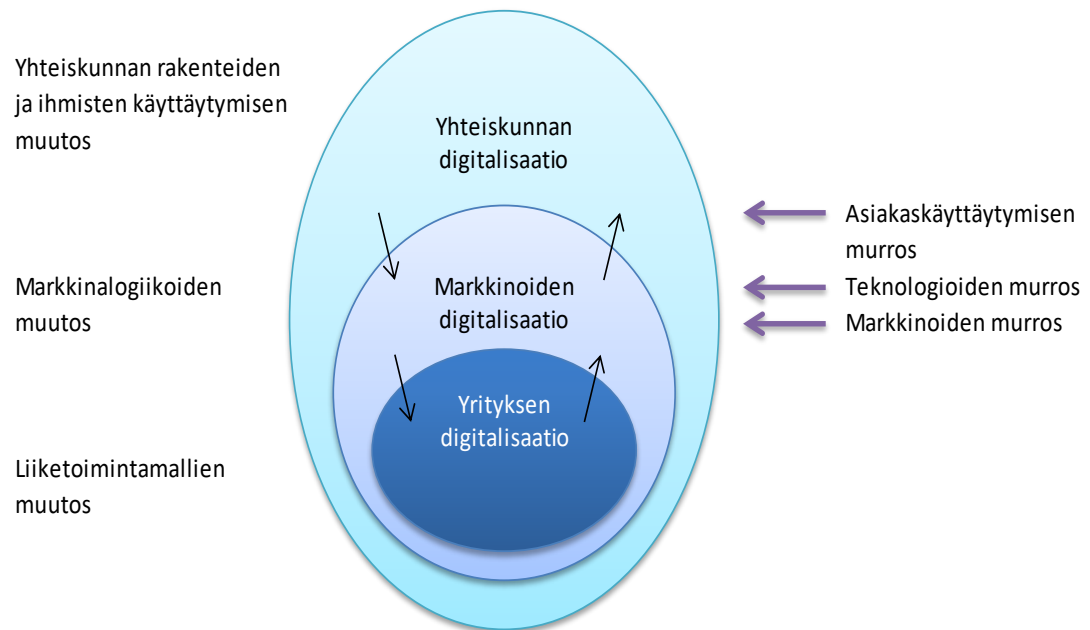 Yhteiskunnan rakenteiden
ja ihmisten käyttäytymisen
muutos
Yhteiskunnan
digitalisaatio
Asiakaskäyttäytymisen
murros
Markkinalogiikoiden
muutos
Markkinoiden
digitalisaatio
Teknologioiden murros
Markkinoiden murros
Yrityksen
digitalisaatio
Liiketoimintamallien
muutos